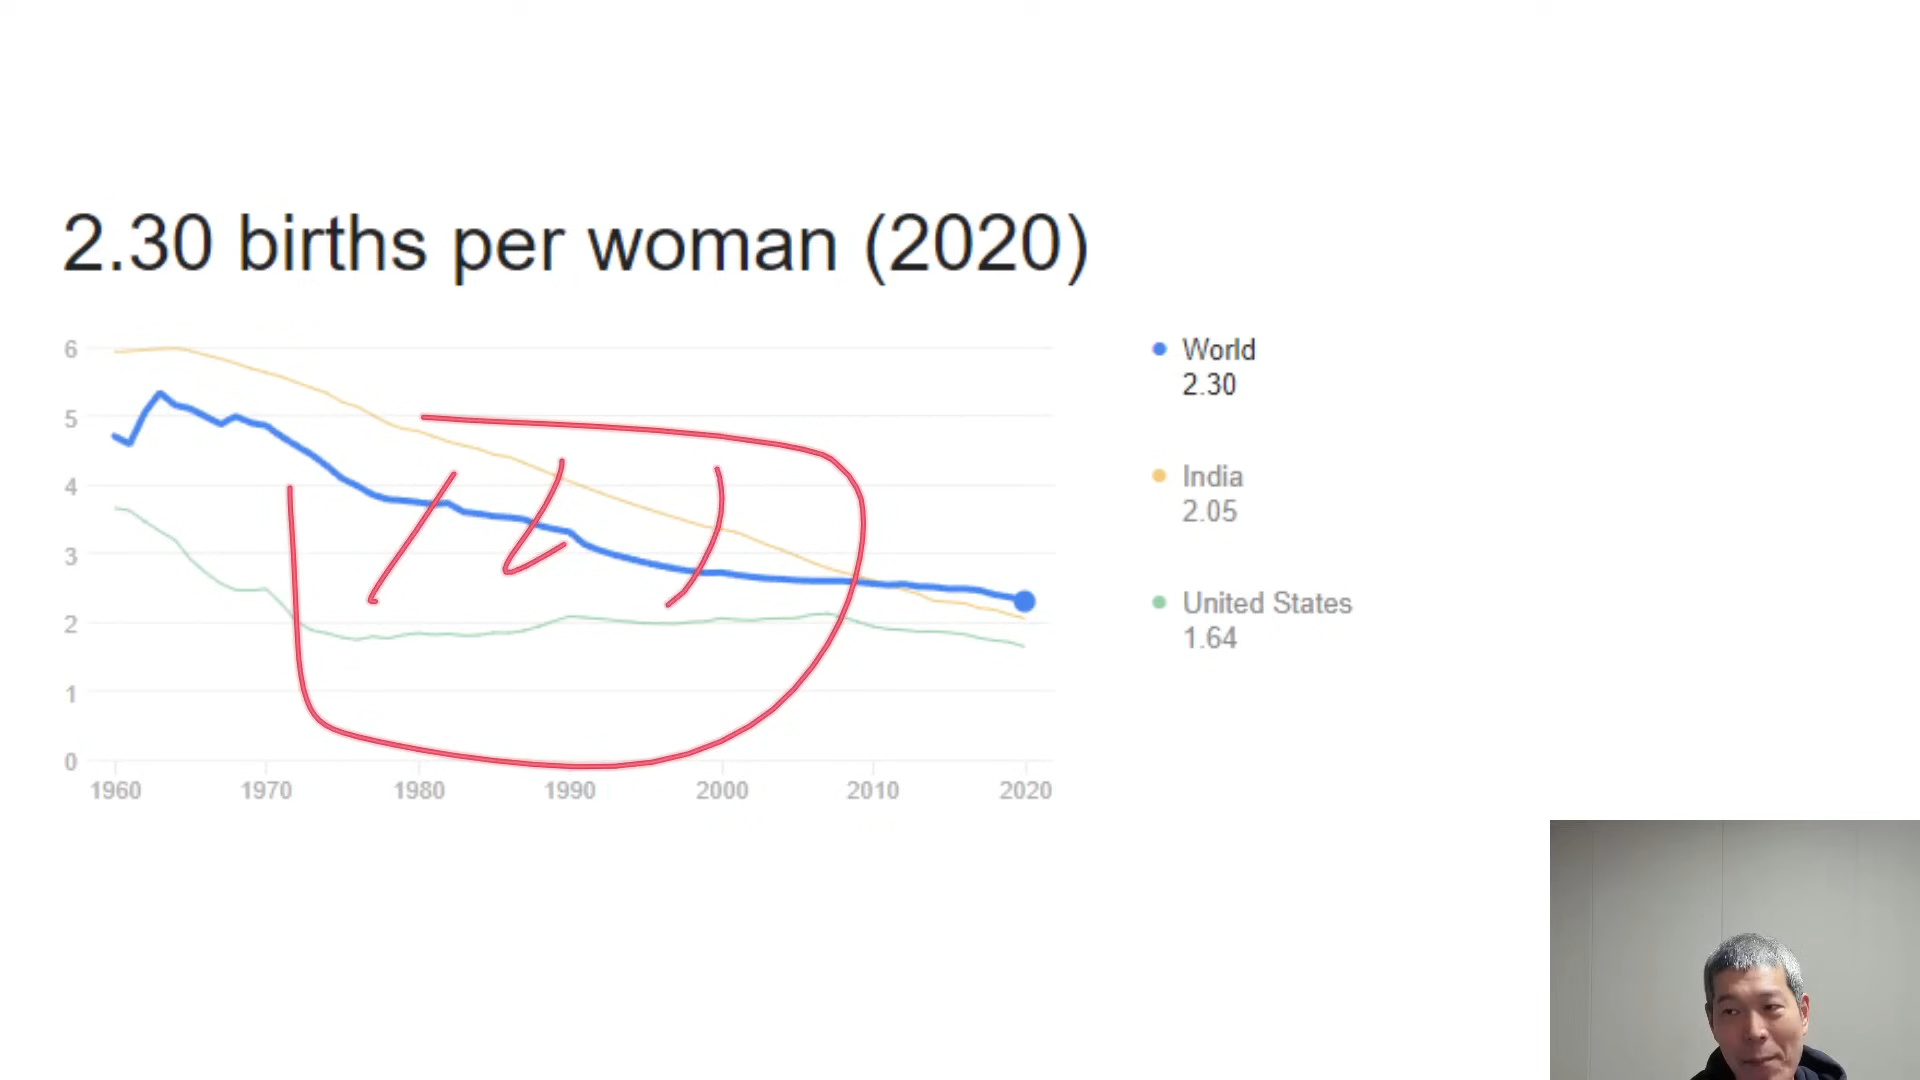 2.30 births per woman (2020)
6
5
4
3
2
1
0
1960 1970 1980 1990 2000 2010 2020
World
2.30
India
2.05
United States
1.64